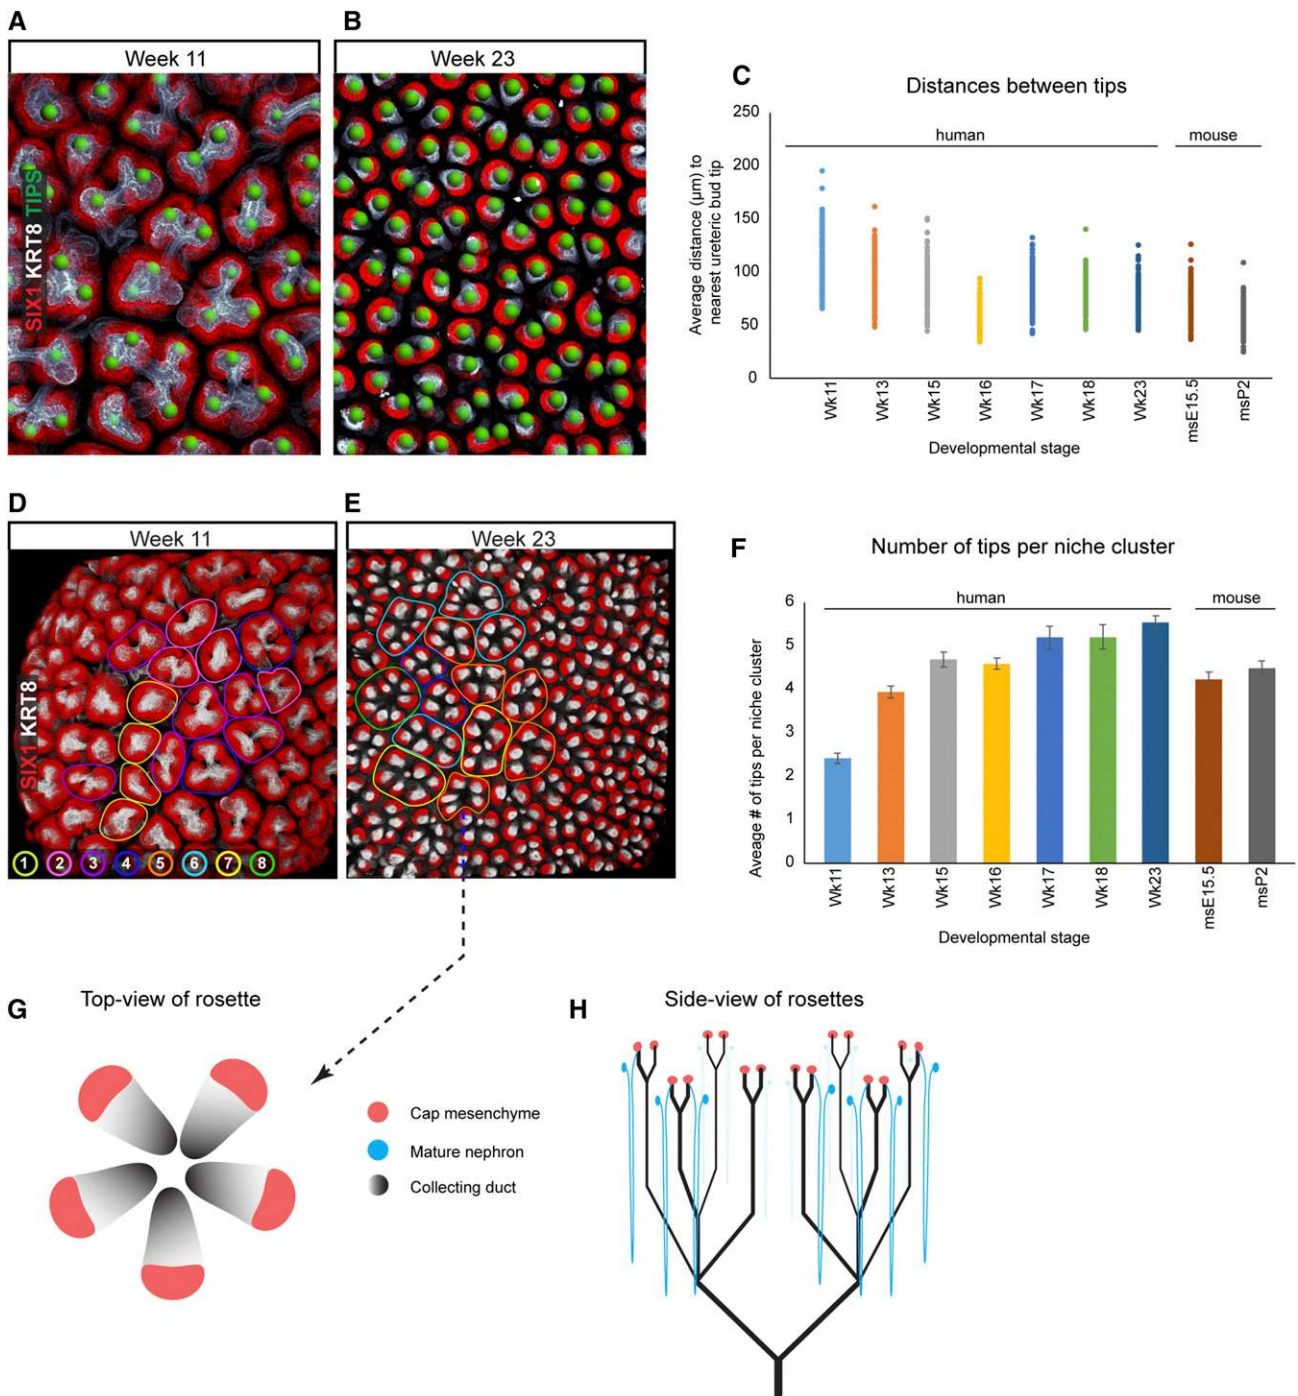 A
Week 11
SIX1 KRT8 TIPS
B
Week 23
C
Distances between tips
human
mouse
Average distance (µm) to
nearest ureteric bud tip
250
200
150
100
50
0
Wk11
Wk13
Wk15
Wk16
Wk17
Wk18
Wk23
msE15.5
msP2
Developmental stage
D
Week 11
SIX1 KRT8
1 2 3 4 5 6 7 8
E
Week 23
F
Number of tips per niche cluster
human
mouse
Aveage # of tips per niche cluster
6
5
4
3
2
1
0
Wk11
Wk13
Wk15
Wk16
Wk17
Wk18
Wk23
msE15.5
msP2
Developmental stage
G
Top-view of rosette
Cap mesenchyme
Mature nephron
Collecting duct
H
Side-view of rosettes